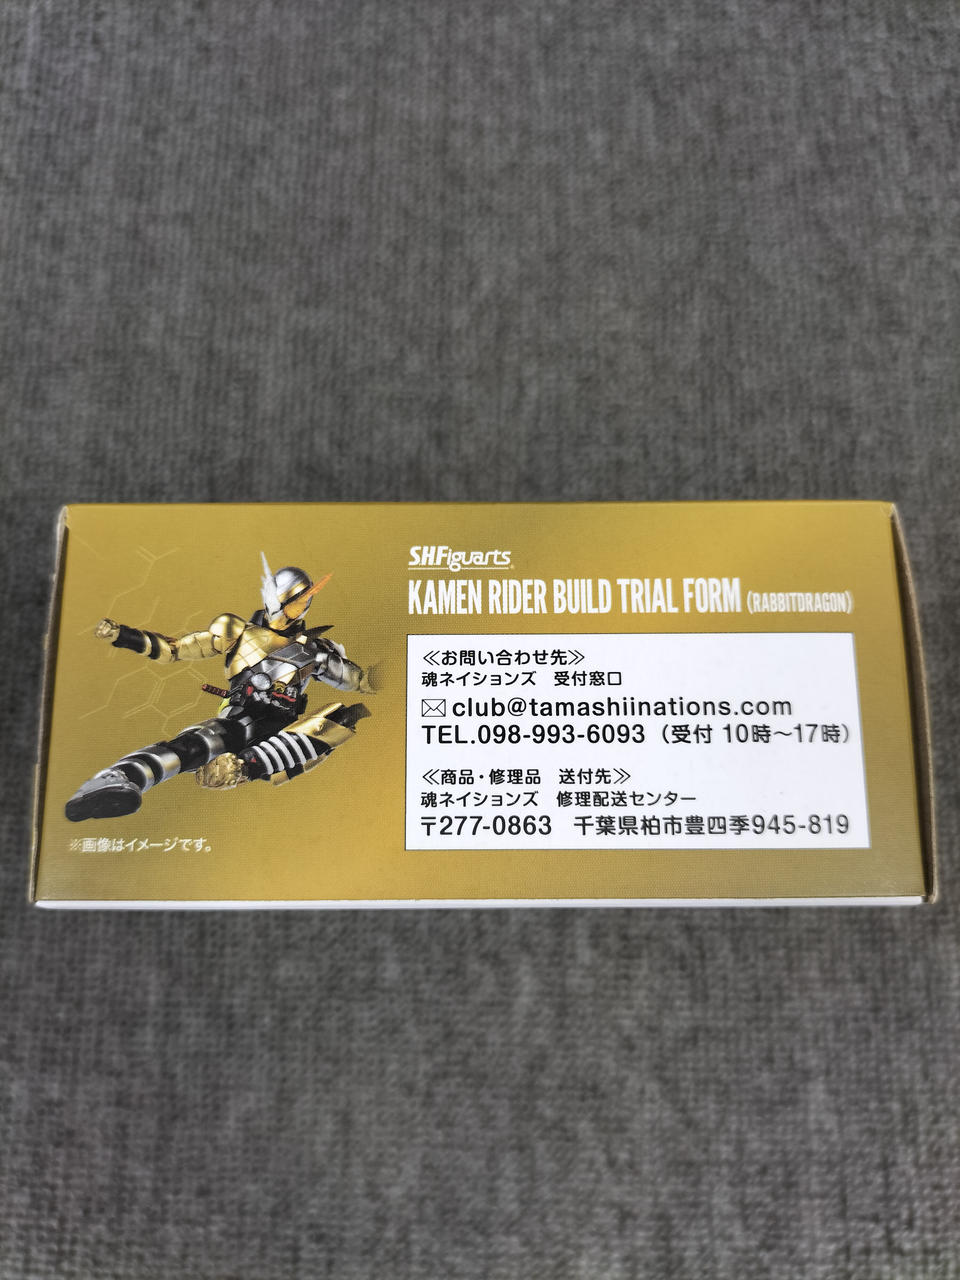 S.H.Figuarts
KAMEN RIDER BUILD TRIAL FORM (RABBITDRAGON)
≪お問い合わせ先≫
魂ネイションズ 受付窓口
club@tamashiinations.com
TEL.098-993-6093 (受付 10時～17時)
≪商品・修理品 送付先≫
魂ネイションズ 修理配送センター
〒277-0863 千葉県柏市豊四季945-819
※画像はイメージです。